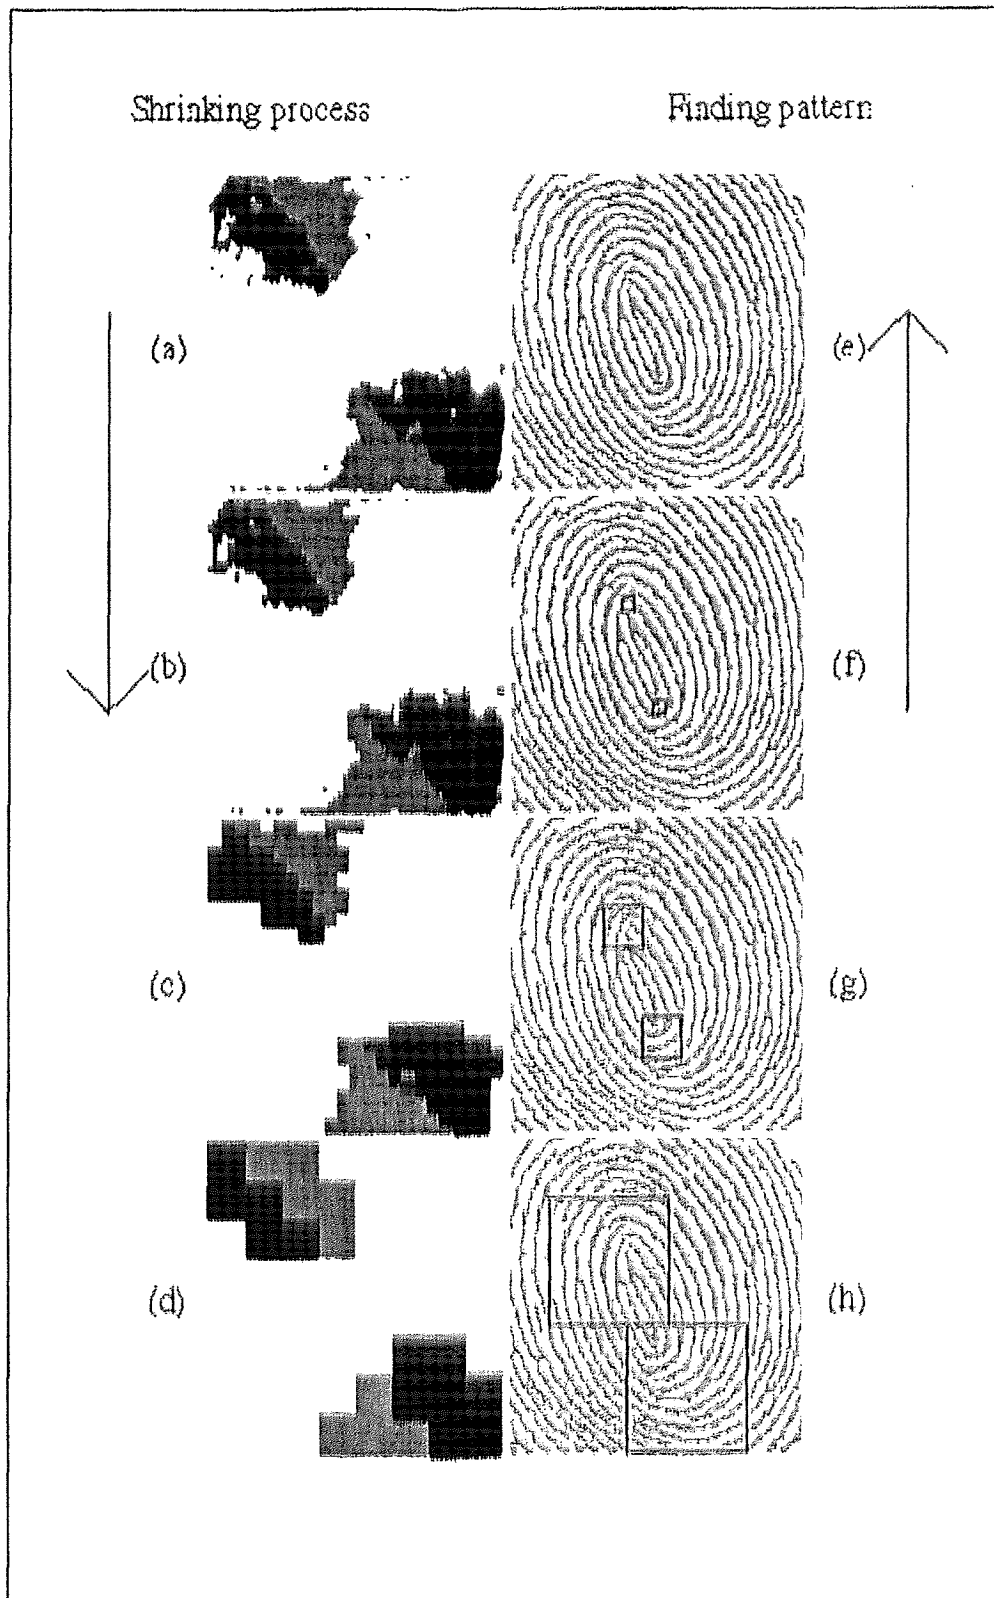 Shrinking process
Finding pattern
(a)
(e)
(b)
(f)
(c)
(g)
(d)
(h)